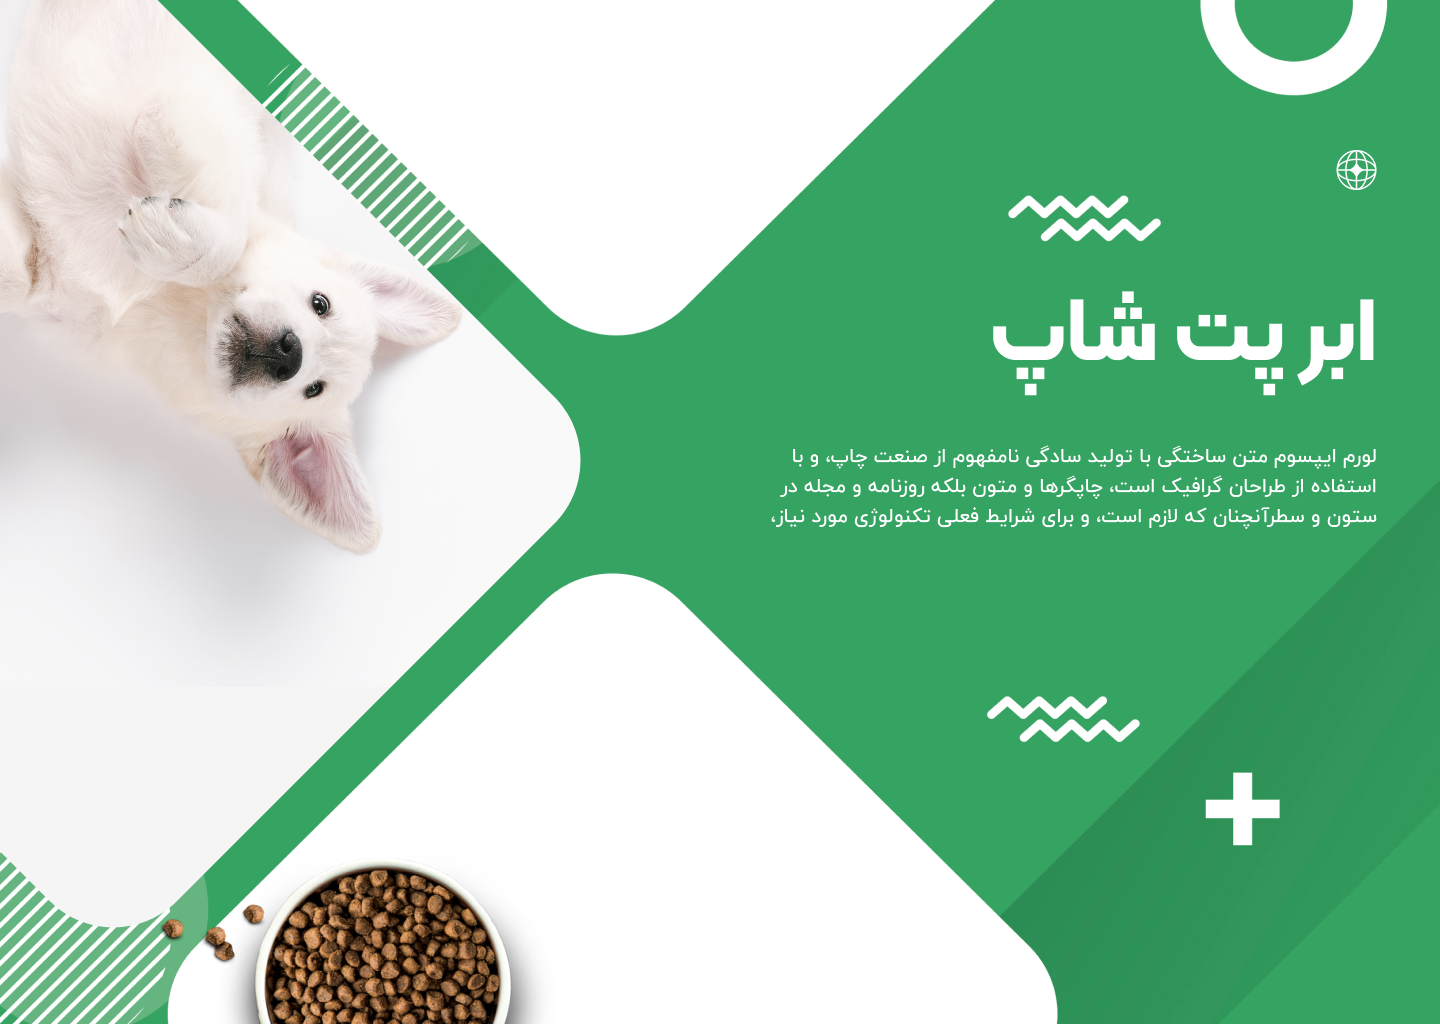 ابر پت شاپ
لورم ایپسوم متن ساختگی با تولید سادگی نامفهوم از صنعت چاپ، و با
استفاده از طراحان گرافیک است، چاپگرها و متون بلکه روزنامه و مجله در
ستون و سطرآنچنان که لازم است، و برای شرایط فعلی تکنولوژی مورد نیاز،